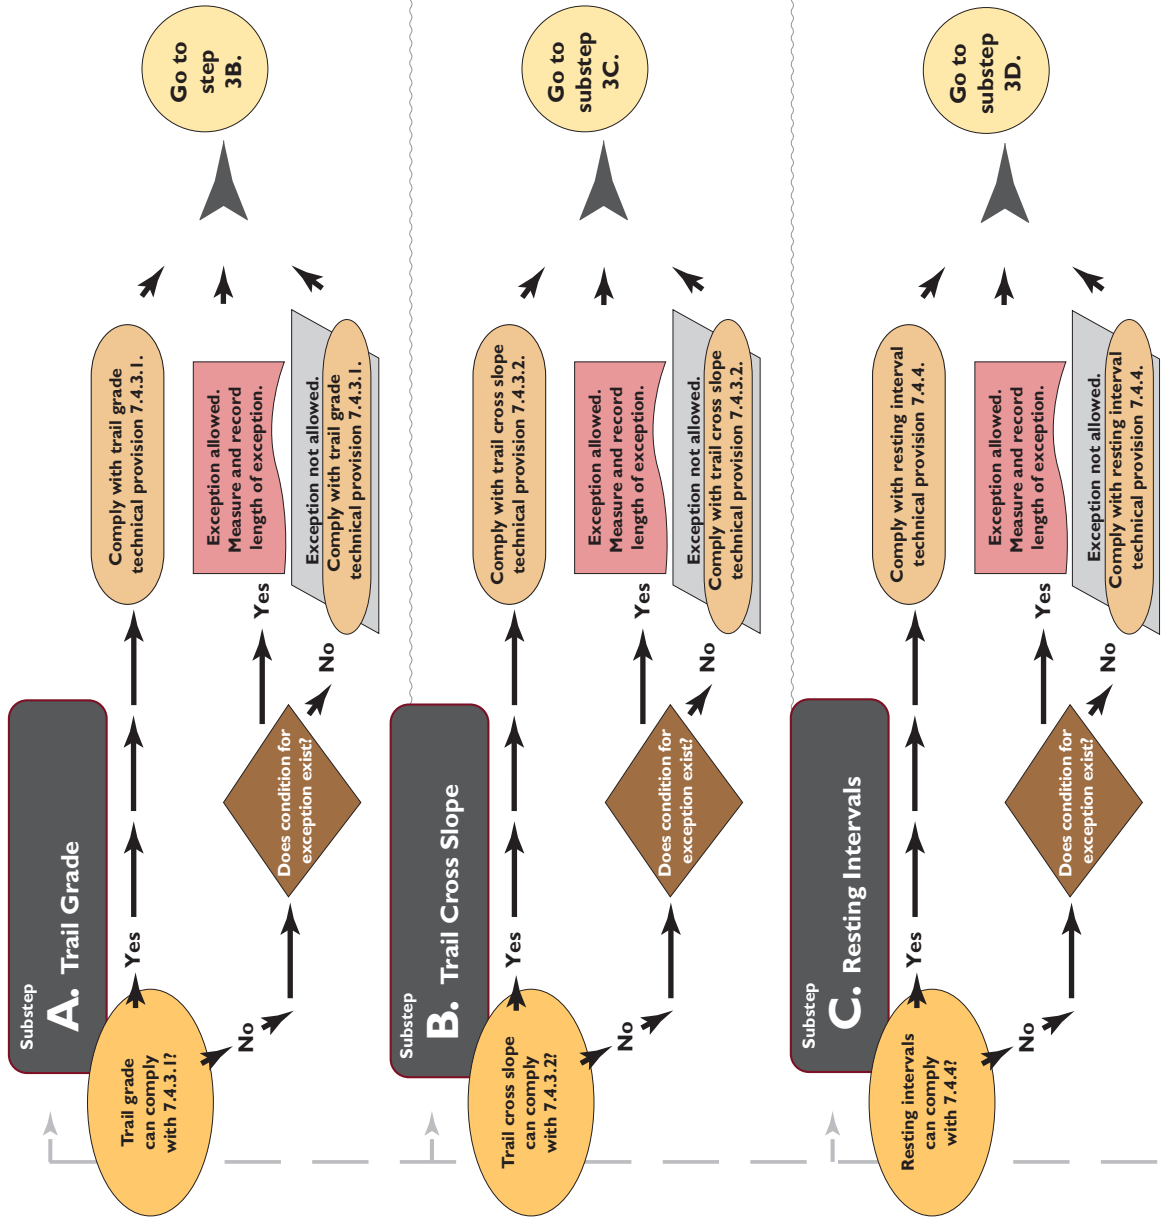 Substep
A. Trail Grade
Trail grade
can comply
with 7.4.3.1?
Yes
Comply with trail grade
technical provision 7.4.3.1.
No
Does condition for
exception exist?
Yes
Exception allowed.
Measure and record
length of exception.
No
Exception not allowed.
Comply with trail grade
technical provision 7.4.3.1.
Go to
step
3B.
Substep
B. Trail Cross Slope
Trail cross slope
can comply
with 7.4.3.2?
Yes
Comply with trail cross slope
technical provision 7.4.3.2.
No
Does condition for
exception exist?
Yes
Exception allowed.
Measure and record
length of exception.
No
Exception not allowed.
Comply with trail cross slope
technical provision 7.4.3.2.
Go to
substep
3C.
Substep
C. Resting Intervals
Resting intervals
can comply
with 7.4.4?
Yes
Comply with resting interval
technical provision 7.4.4.
No
Does condition for
exception exist?
Yes
Exception allowed.
Measure and record
length of exception.
No
Exception not allowed.
Comply with resting interval
technical provision 7.4.4.
Go to
substep
3D.